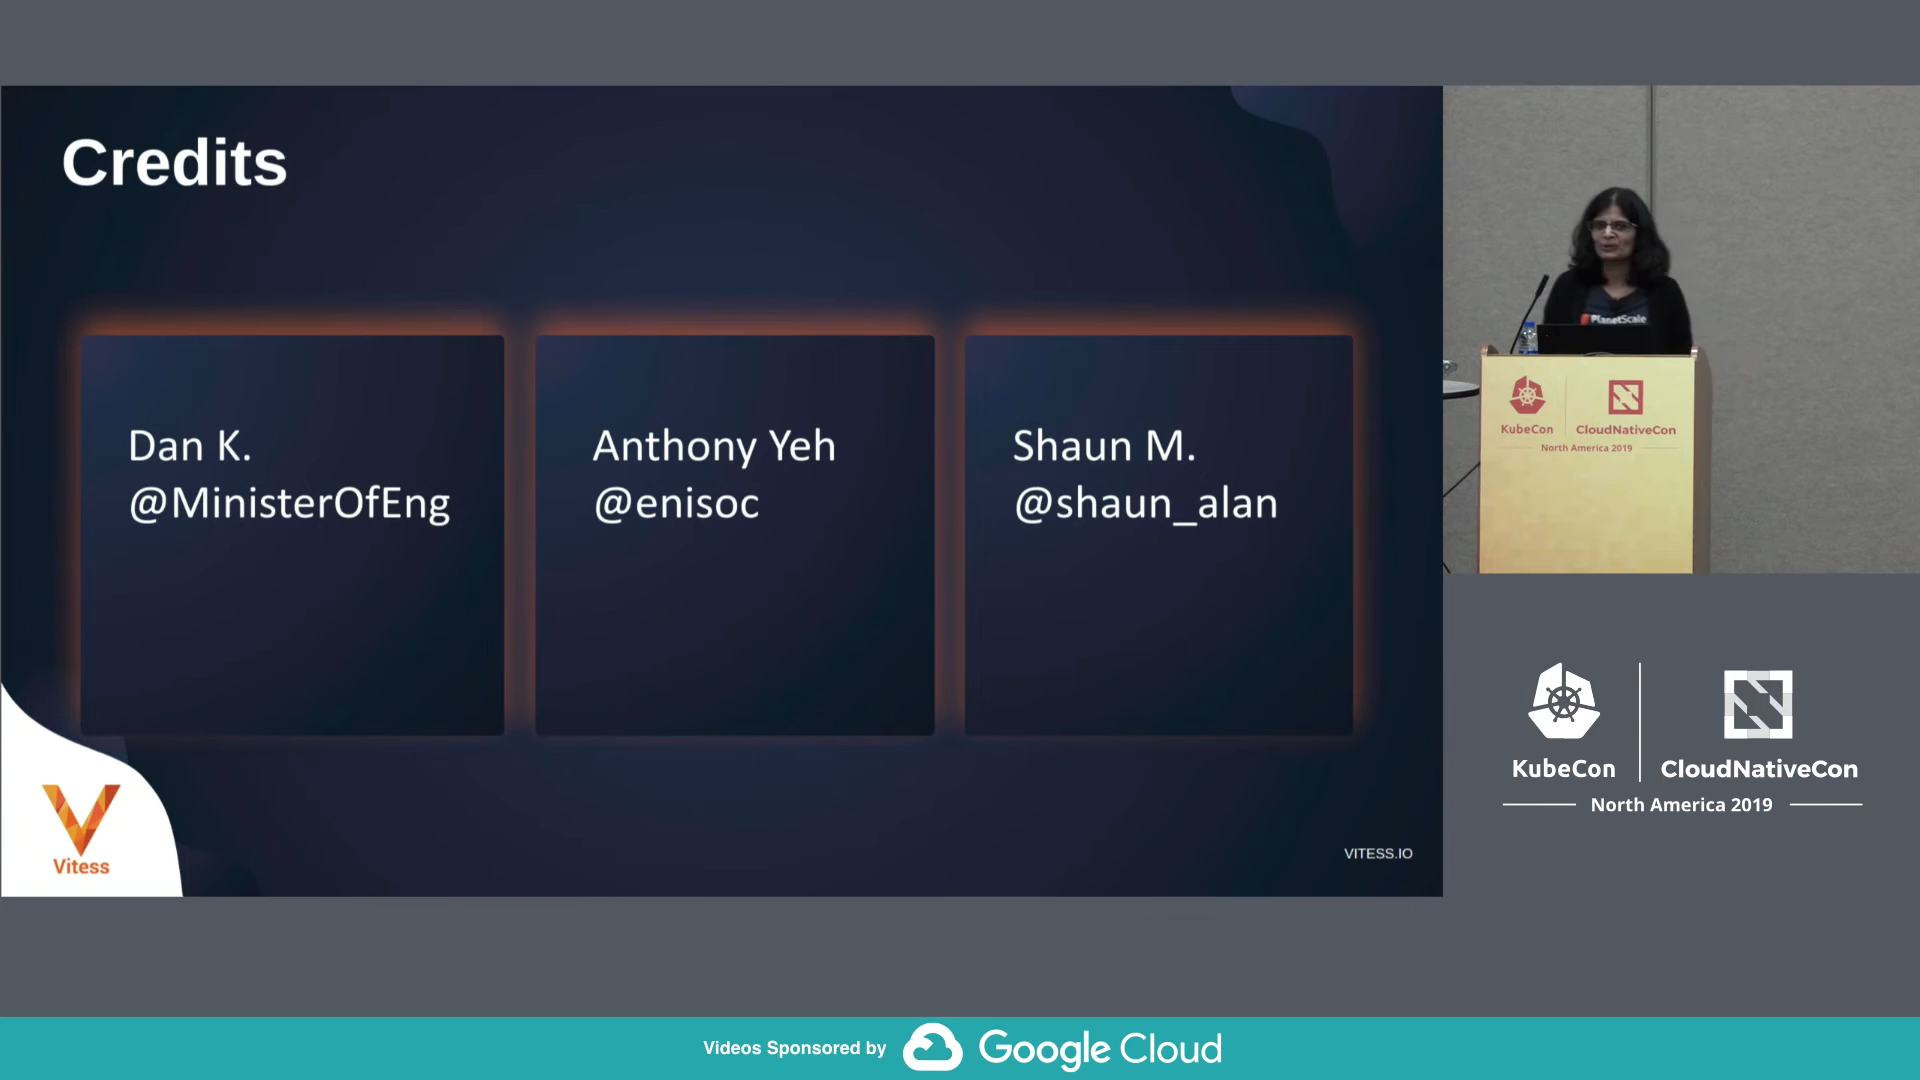 Credits
Dan K.
@MinisterOfEng
Anthony Yeh
@enisoc
Shaun M.
@shaun_alan
Vitess
VITESS.IO
PlanetScale
KubeCon
CloudNativeCon
North America 2019
KubeCon
CloudNativeCon
North America 2019
Videos Sponsored by Google Cloud